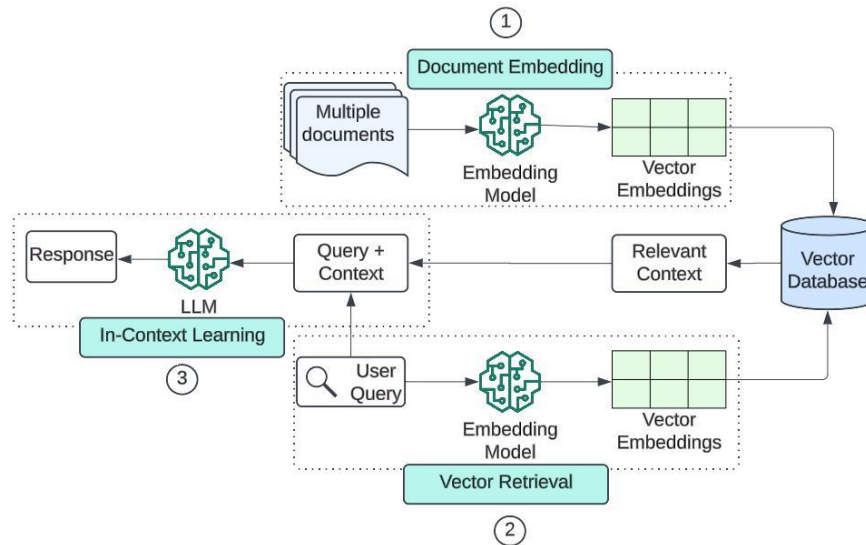 1
Document Embedding
Multiple
documents
Embedding
Model
Vector
Embeddings
Response
LLM
Query +
Context
Relevant
Context
Vector
Database
In-Context Learning
3
User
Query
Embedding
Model
Vector
Embeddings
Vector Retrieval
2